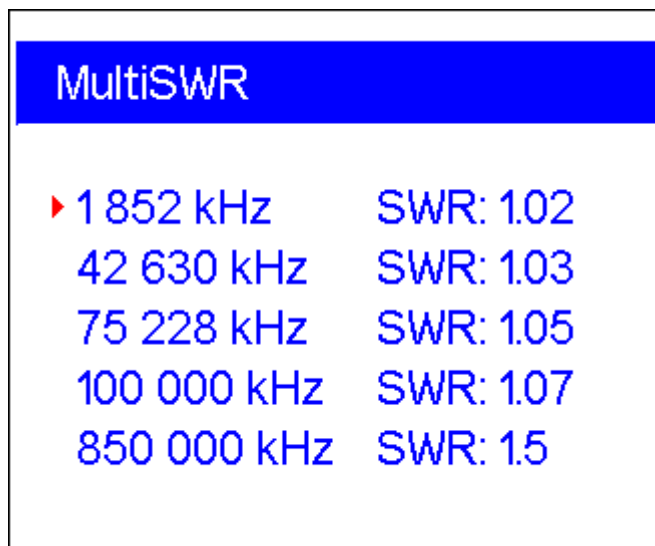 MultiSWR
1 852 kHz SWR: 1.02
42 630 kHz SWR: 1.03
75 228 kHz SWR: 1.05
100 000 kHz SWR: 1.07
850 000 kHz SWR: 1.5